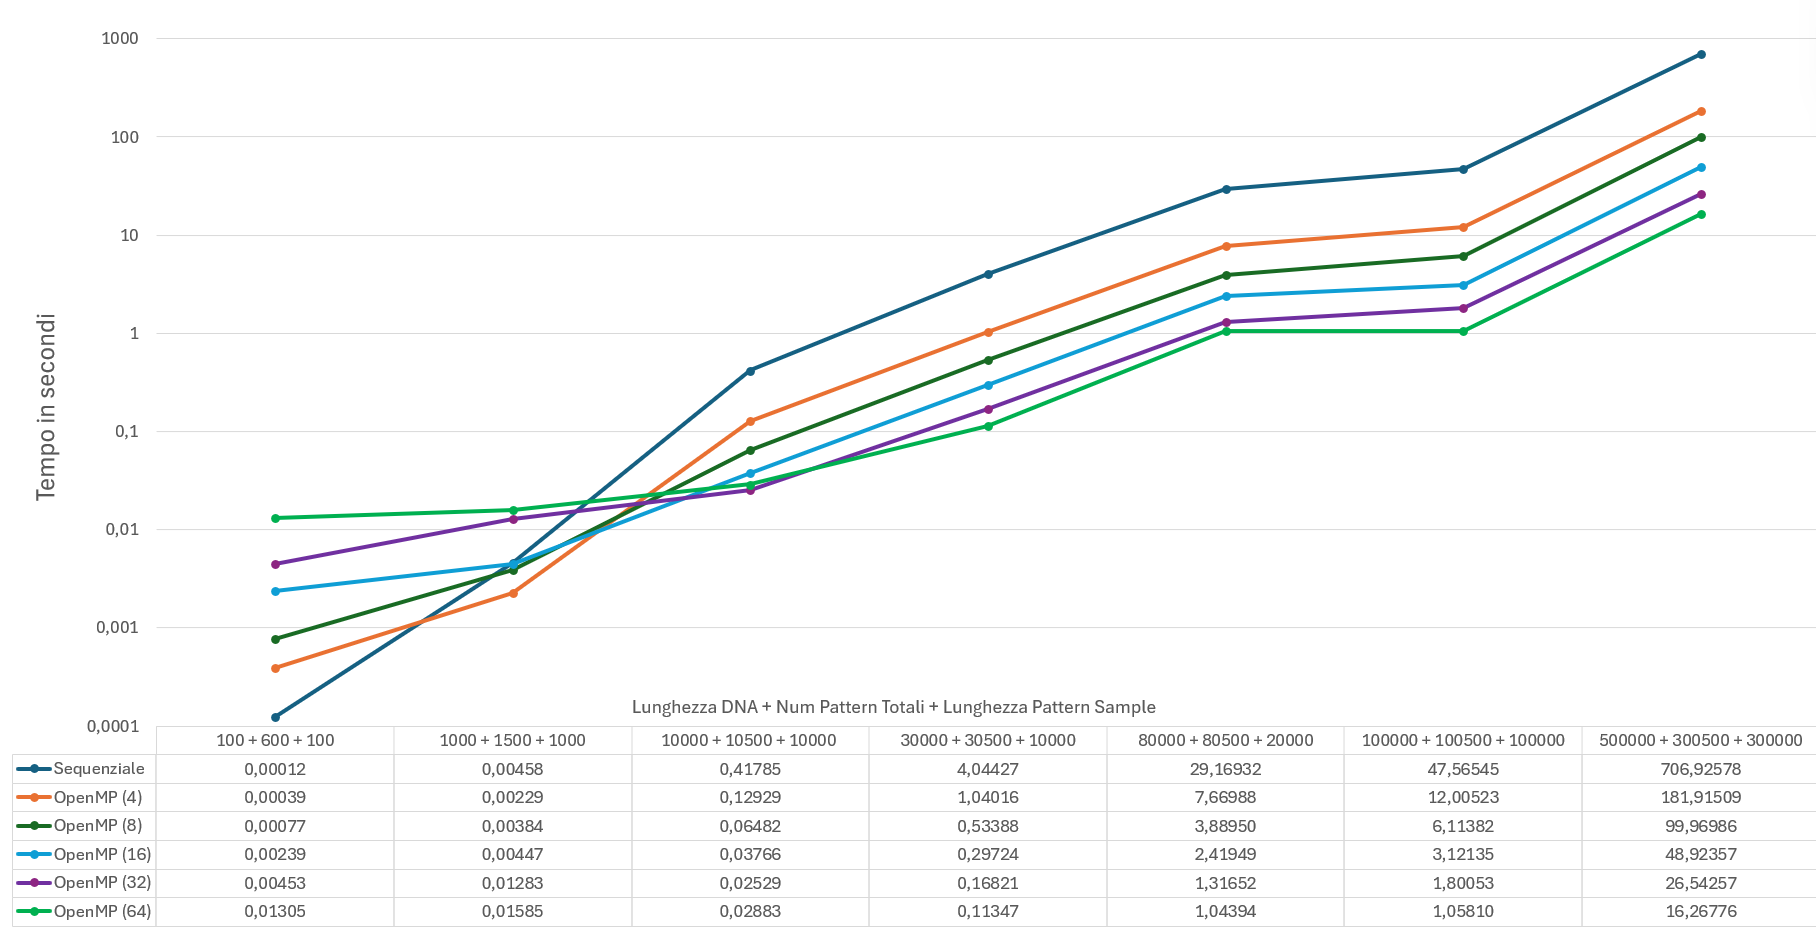 1000
100
10
1
0,1
0,01
0,001
0,0001
Tempo in secondi
Lunghezza DNA + Num Pattern Totali + Lunghezza Pattern Sample
100 + 600 + 100 1000 + 1500 + 1000 10000 + 10500 + 10000 30000 + 30500 + 10000 80000 + 80500 + 20000 100000 + 100500 + 100000 500000 + 300500 + 300000
Sequenziale 0,00012 0,00458 0,41785 4,04427 29,16932 47,56545 706,92578
OpenMP (4) 0,00039 0,00229 0,12929 1,04016 7,66988 12,00523 181,91509
OpenMP (8) 0,00077 0,00384 0,06482 0,53388 3,88950 6,11382 99,96986
OpenMP (16) 0,00239 0,00447 0,03766 0,29724 2,41949 3,12135 48,92357
OpenMP (32) 0,00453 0,01283 0,02529 0,16821 1,31652 1,80053 26,54257
OpenMP (64) 0,01305 0,01585 0,02883 0,11347 1,04394 1,05810 16,26776